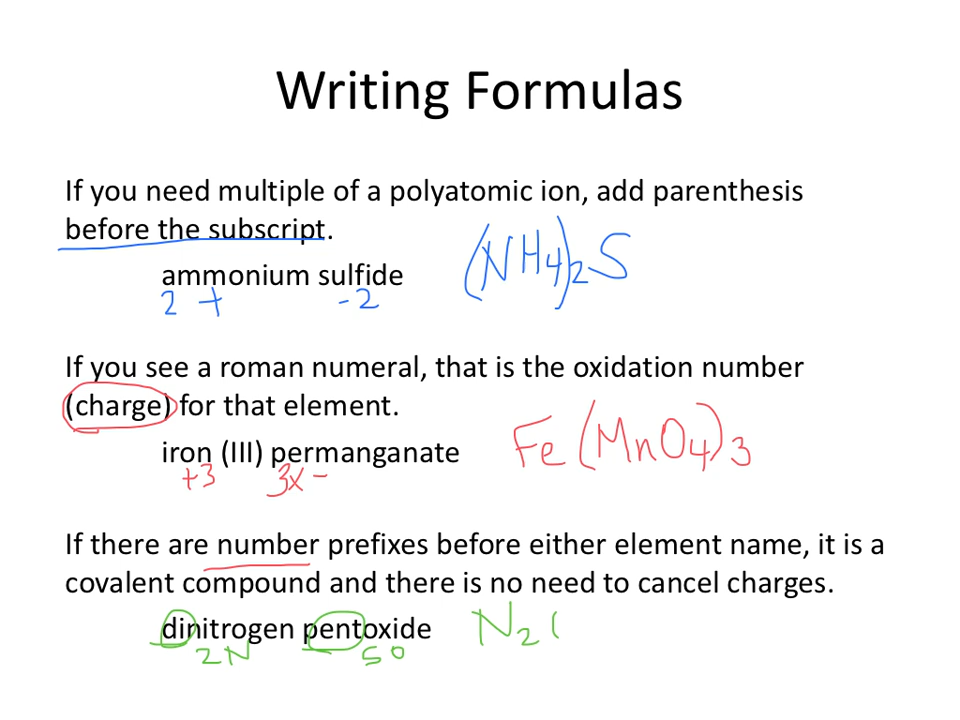 Writing Formulas
If you need multiple of a polyatomic ion, add parenthesis
before the subscript.
ammonium sulfide (NH4)2S
2 + -2
If you see a roman numeral, that is the oxidation number
(charge) for that element.
iron (III) permanganate Fe(MnO4)3
+3 3x -
If there are number prefixes before either element name, it is a
covalent compound and there is no need to cancel charges.
dinitrogen pentoxide N2(
2N 5O